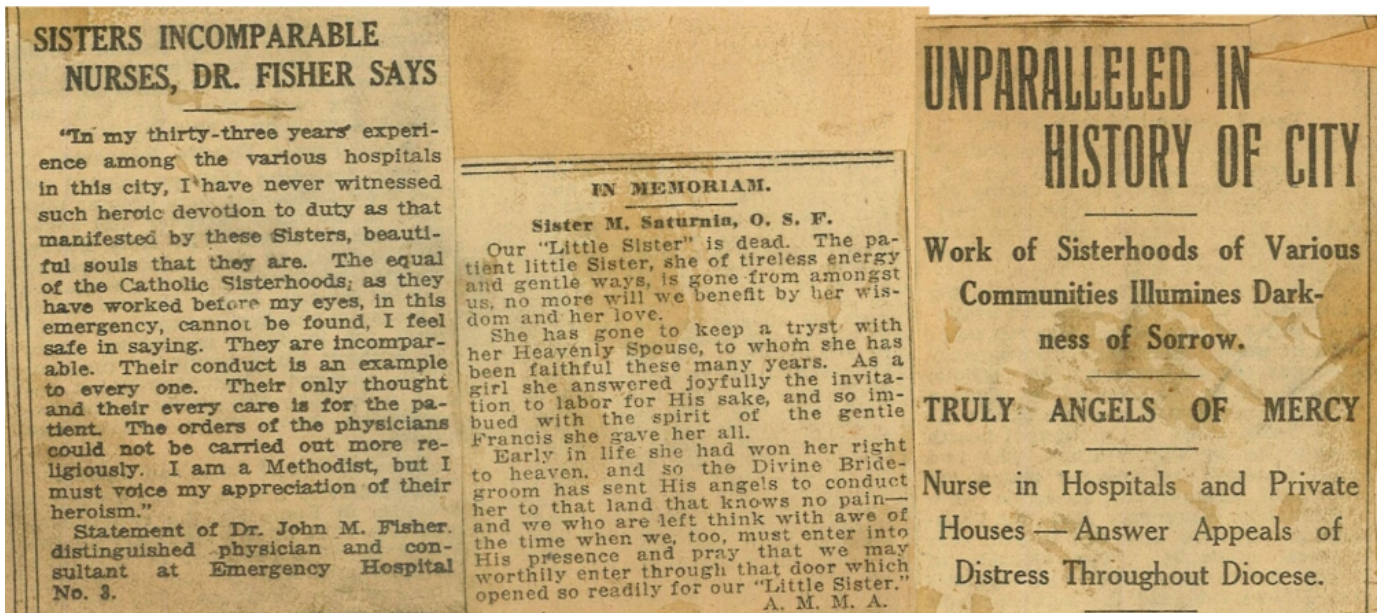 SISTERS INCOMPARABLE
NURSES, DR. FISHER SAYS
"In my thirty-three years' experi-
ence among the various hospitals
in this city, I have never witnessed
such heroic devotion to duty as that
manifested by these Sisters, beauti-
ful souls that they are. The equal
of the Catholic Sisterhoods, as they
have worked before my eyes, in this
emergency, cannot be found, I feel
safe in saying. They are incompar-
able. Their conduct is an example
to every one. Their only thought
and their every care is for the pa-
tient. The orders of the physicians
could not be carried out more re-
ligiously. I am a Methodist, but I
must voice my appreciation of their
heroism."
Statement of Dr. John M. Fisher.
distinguished physician and con-
sultant at Emergency Hospital
No. 3.
IN MEMORIAM.
Sister M. Saturnia, O. S. F.
Our "Little Sister" is dead. The pa-
tient little Sister, she of tireless energy
and gentle ways, is gone from amongst
us, no more will we benefit by her wis-
dom and her love.
She has gone to keep a tryst with
her Heavenly Spouse, to whom she has
been faithful these many years. As a
girl she answered joyfully the invita-
tion to labor for His sake, and so im-
bued with the spirit of the gentle
Francis she gave her all.
Early in life she had won her right
to heaven, and so the Divine Bride-
groom has sent His angels to conduct
her to that land that knows no pain—
and we who are left think with awe of
the time when we, too, must enter into
His presence and pray that we may
worthily enter through that door which
opened so readily for our "Little Sister."
A. M. M. A.
UNPARALLELED IN
HISTORY OF CITY
Work of Sisterhoods of Various
Communities Illumines Dark-
ness of Sorrow.
TRULY ANGELS OF MERCY
Nurse in Hospitals and Private
Houses — Answer Appeals of
Distress Throughout Diocese.